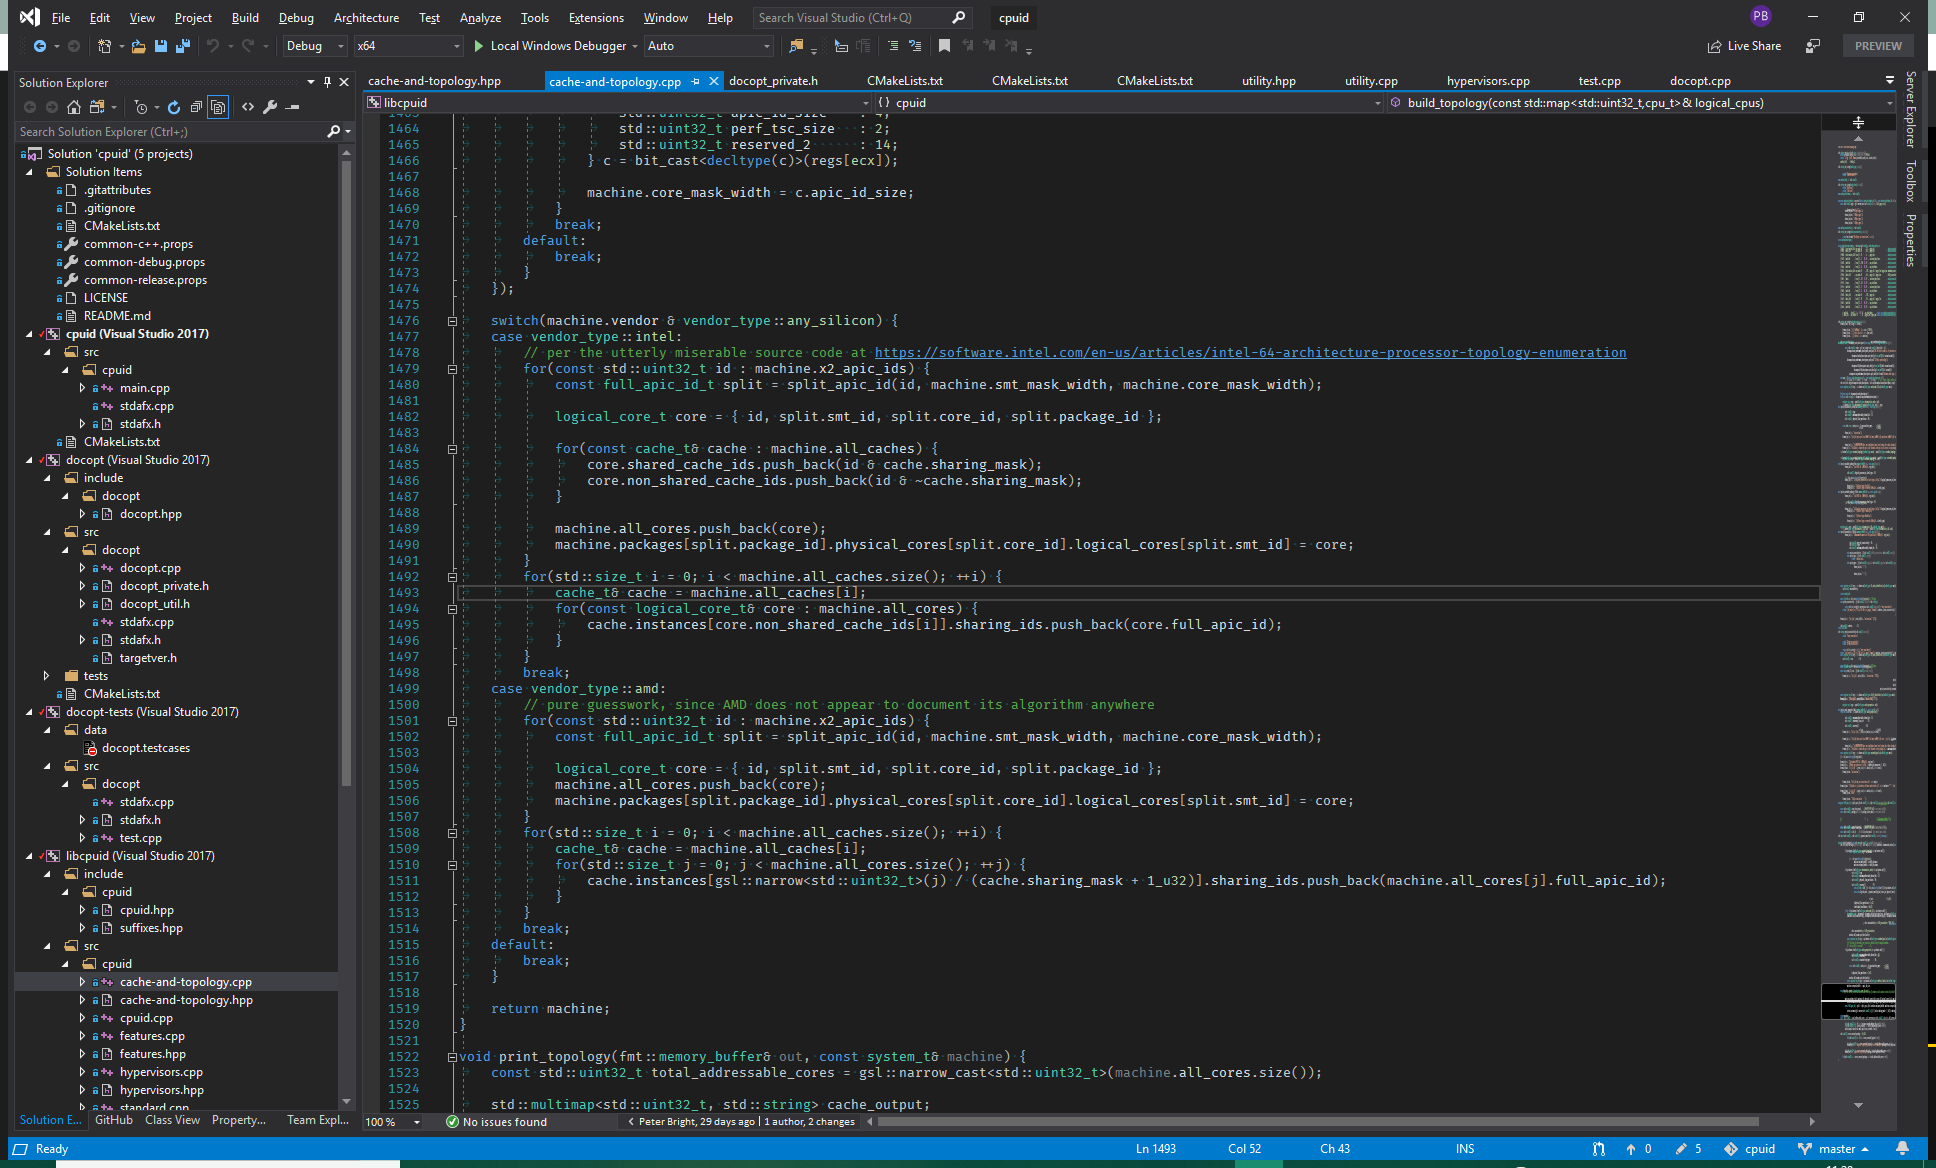 File Edit View Project Build Debug Architecture Test Analyze Tools Extensions Window Help Search Visual Studio (Ctrl+Q) cpuid PB
Debug x64 Local Windows Debugger Auto Live Share PREVIEW
Solution Explorer
Search Solution Explorer (Ctrl+;)
Solution 'cpuid' (5 projects)
Solution Items
.gitattributes
.gitignore
CMakeLists.txt
common-c++.props
common-debug.props
common-release.props
LICENSE
README.md
cpuid (Visual Studio 2017)
src
cpuid
main.cpp
stdafx.cpp
stdafx.h
CMakeLists.txt
docopt (Visual Studio 2017)
include
docopt
docopt.hpp
src
docopt
docopt.cpp
docopt_private.h
docopt_util.h
stdafx.cpp
stdafx.h
targetver.h
tests
CMakeLists.txt
docopt-tests (Visual Studio 2017)
data
docopt.testcases
src
docopt
stdafx.cpp
stdafx.h
test.cpp
libcpuid (Visual Studio 2017)
include
cpuid
cpuid.hpp
suffixes.hpp
src
cpuid
cache-and-topology.cpp
cache-and-topology.hpp
cpuid.cpp
features.cpp
features.hpp
hypervisors.cpp
hypervisors.hpp
standard.cpp
Solution E... GitHub Class View Property... Team Expl...
cache-and-topology.hpp cache-and-topology.cpp docopt_private.h CMakeLists.txt CMakeLists.txt CMakeLists.txt utility.hpp utility.cpp hypervisors.cpp test.cpp docopt.cpp
libcpuid {} cpuid build_topology(const std::map<std::uint32_t,cpu_t>& logical_cpus)
1463 std::uint32_t apic_id_size : 4;
1464 std::uint32_t perf_tsc_size : 2;
1465 std::uint32_t reserved_2 : 14;
1466 } c = bit_cast<decltype(c)>(regs[ecx]);
1467
1468 machine.core_mask_width = c.apic_id_size;
1469 }
1470 break;
1471 default:
1472 break;
1473 }
1474 });
1475
1476 switch(machine.vendor & vendor_type::any_silicon) {
1477 case vendor_type::intel:
1478 // per the utterly miserable source code at https://software.intel.com/en-us/articles/intel-64-architecture-processor-topology-enumeration
1479 for(const std::uint32_t id : machine.x2_apic_ids) {
1480 const full_apic_id_t split = split_apic_id(id, machine.smt_mask_width, machine.core_mask_width);
1481
1482 logical_core_t core = { id, split.smt_id, split.core_id, split.package_id };
1483
1484 for(const cache_t& cache : machine.all_caches) {
1485 core.shared_cache_ids.push_back(id & cache.sharing_mask);
1486 core.non_shared_cache_ids.push_back(id & ~cache.sharing_mask);
1487 }
1488
1489 machine.all_cores.push_back(core);
1490 machine.packages[split.package_id].physical_cores[split.core_id].logical_cores[split.smt_id] = core;
1491 }
1492 for(std::size_t i = 0; i < machine.all_caches.size(); ++i) {
1493 cache_t& cache = machine.all_caches[i];
1494 for(const logical_core_t& core : machine.all_cores) {
1495 cache.instances[core.non_shared_cache_ids[i]].sharing_ids.push_back(core.full_apic_id);
1496 }
1497 }
1498 break;
1499 case vendor_type::amd:
1500 // pure guesswork, since AMD does not appear to document its algorithm anywhere
1501 for(const std::uint32_t id : machine.x2_apic_ids) {
1502 const full_apic_id_t split = split_apic_id(id, machine.smt_mask_width, machine.core_mask_width);
1503
1504 logical_core_t core = { id, split.smt_id, split.core_id, split.package_id };
1505 machine.all_cores.push_back(core);
1506 machine.packages[split.package_id].physical_cores[split.core_id].logical_cores[split.smt_id] = core;
1507 }
1508 for(std::size_t i = 0; i < machine.all_caches.size(); ++i) {
1509 cache_t& cache = machine.all_caches[i];
1510 for(std::size_t j = 0; j < machine.all_cores.size(); ++j) {
1511 cache.instances[gsl::narrow<std::uint32_t>(j) / (cache.sharing_mask + 1_u32)].sharing_ids.push_back(machine.all_cores[j].full_apic_id);
1512 }
1513 }
1514 break;
1515 default:
1516 break;
1517 }
1518
1519 return machine;
1520 }
1521
1522 void print_topology(fmt::memory_buffer& out, const system_t& machine) {
1523 const std::uint32_t total_addressable_cores = gsl::narrow_cast<std::uint32_t>(machine.all_cores.size());
1524
1525 std::multimap<std::uint32_t, std::string> cache_output;
100 % No issues found Peter Bright, 29 days ago | 1 author, 2 changes
Server Explorer
Toolbox
Properties
Ready Ln 1493 Col 52 Ch 43 INS 0 5 cpuid master